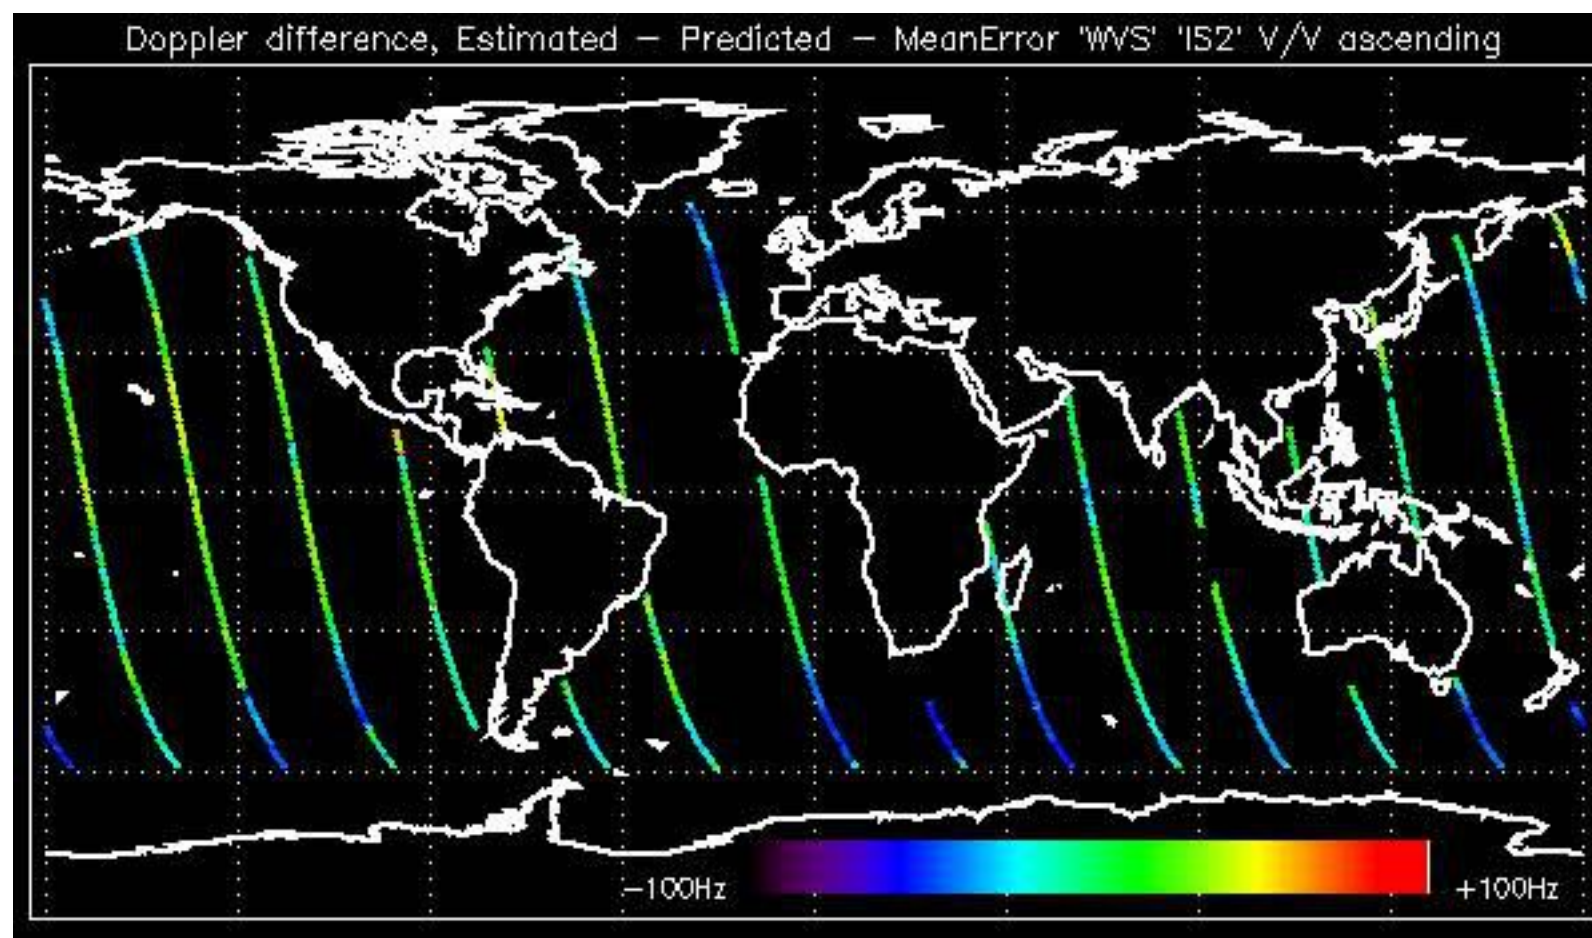 Doppler difference, Estimated – Predicted – MeanError 'WVS' 'IS2' V/V ascending
–100Hz
+100Hz